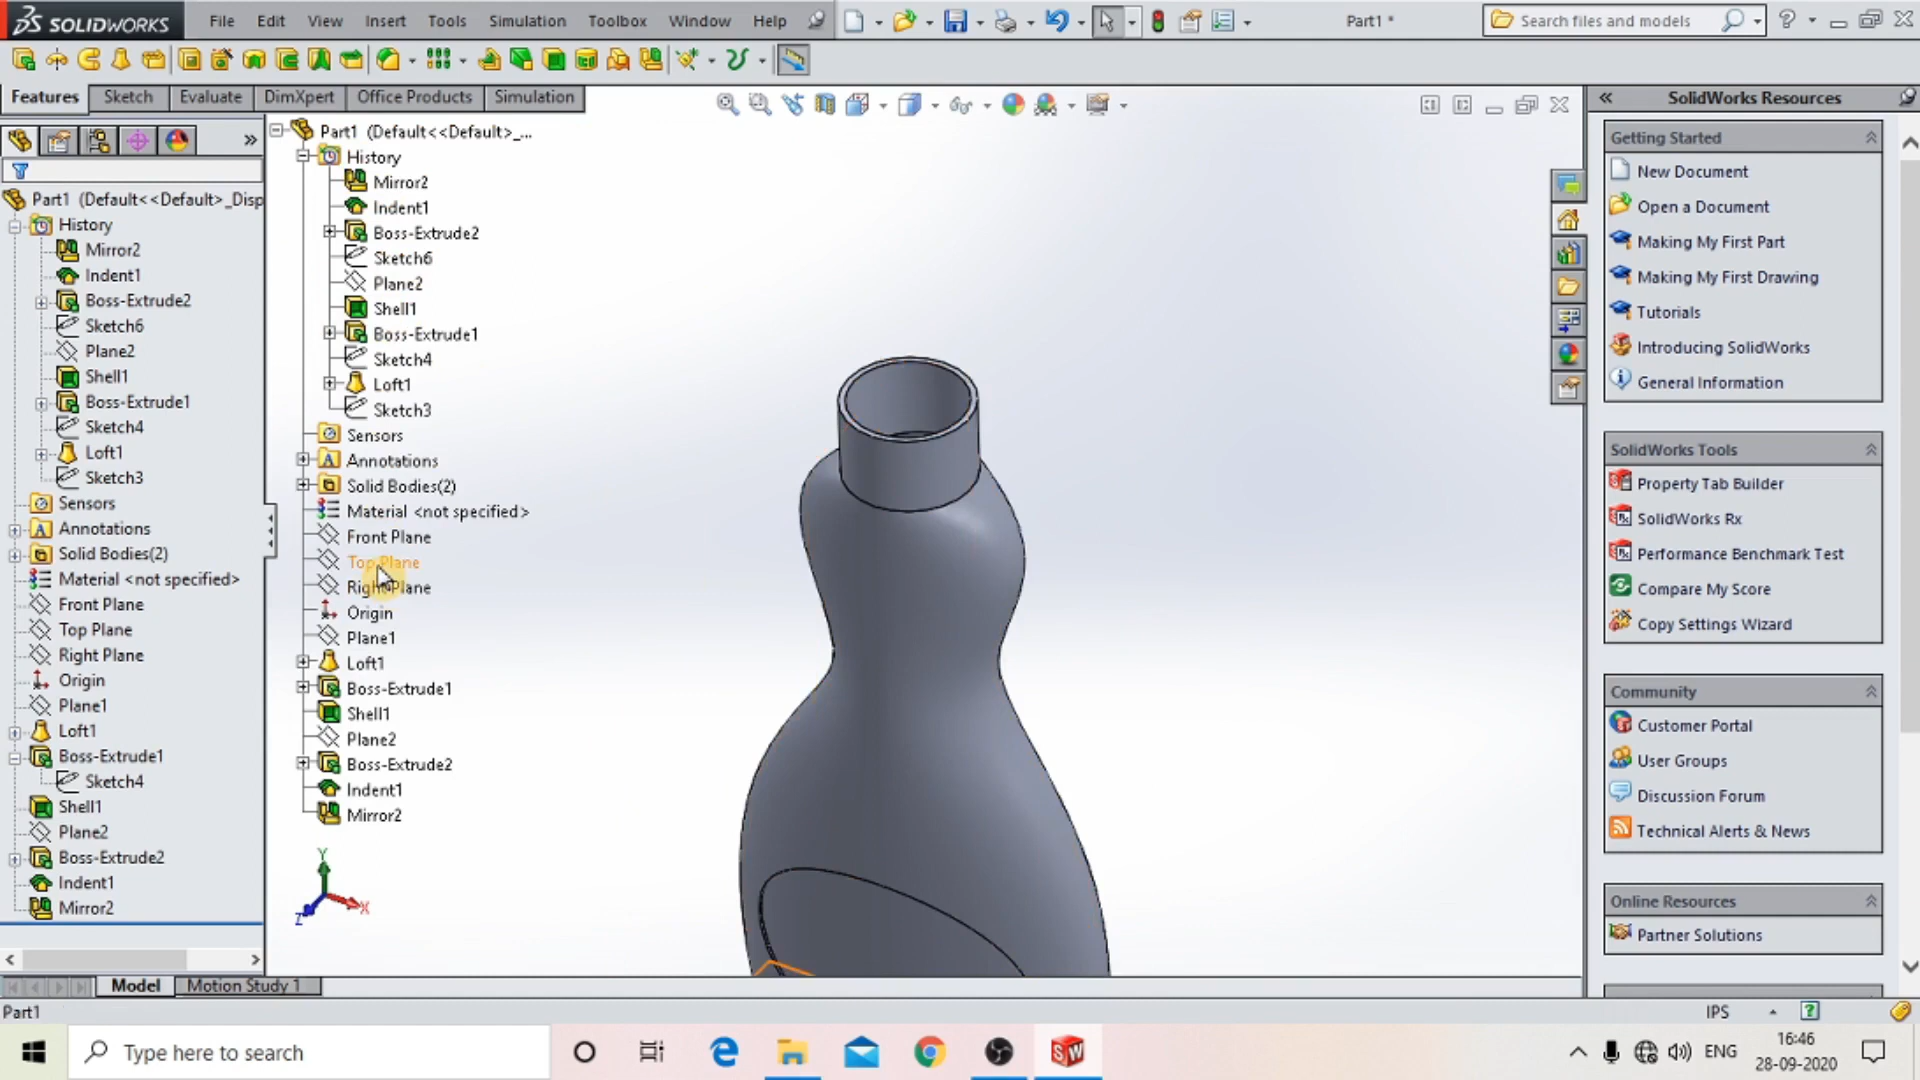 SOLIDWORKS File Edit View Insert Tools Simulation Toolbox Window Help Part1 * Search files and models
Features Sketch Evaluate DimXpert Office Products Simulation
Part1 (Default<<Default>_Disp
History
Mirror2
Indent1
Boss-Extrude2
Sketch6
Plane2
Shell1
Boss-Extrude1
Sketch4
Loft1
Sketch3
Sensors
Annotations
Solid Bodies(2)
Material <not specified>
Front Plane
Top Plane
Right Plane
Origin
Plane1
Loft1
Boss-Extrude1
Sketch4
Shell1
Plane2
Boss-Extrude2
Indent1
Mirror2
Part1 (Default<<Default>_...
History
Mirror2
Indent1
Boss-Extrude2
Sketch6
Plane2
Shell1
Boss-Extrude1
Sketch4
Loft1
Sketch3
Sensors
Annotations
Solid Bodies(2)
Material <not specified>
Front Plane
Top Plane
Right Plane
Origin
Plane1
Loft1
Boss-Extrude1
Shell1
Plane2
Boss-Extrude2
Indent1
Mirror2
Y
X
Z
SolidWorks Resources
Getting Started
New Document
Open a Document
Making My First Part
Making My First Drawing
Tutorials
Introducing SolidWorks
General Information
SolidWorks Tools
Property Tab Builder
SolidWorks Rx
Performance Benchmark Test
Compare My Score
Copy Settings Wizard
Community
Customer Portal
User Groups
Discussion Forum
Technical Alerts & News
Online Resources
Partner Solutions
Model Motion Study 1
Part1 IPS
Type here to search
ENG
16:46
28-09-2020